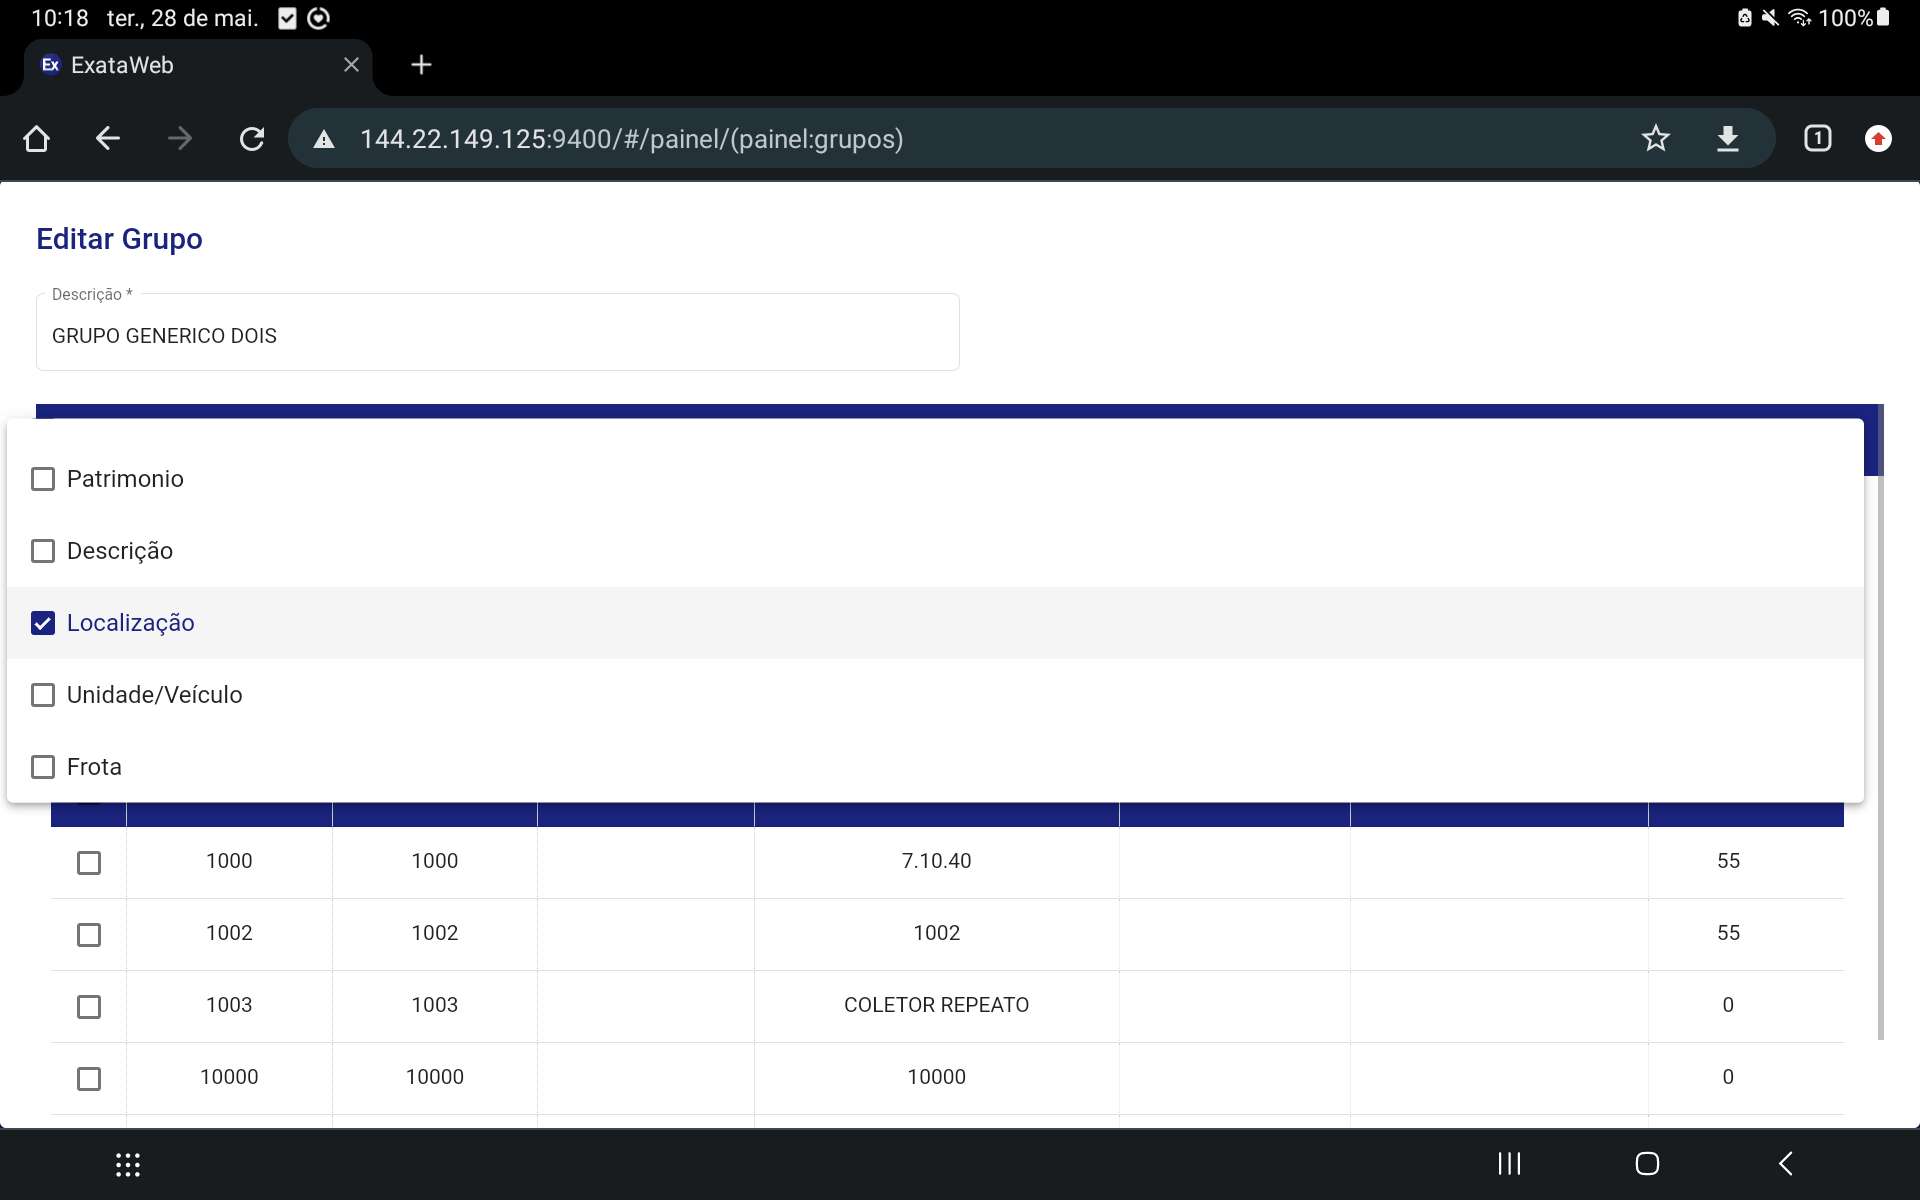 10:18 ter., 28 de mai. 100%
Ex ExataWeb
144.22.149.125:9400/#/painel/(painel:grupos) 1
Editar Grupo
Descrição *
GRUPO GENERICO DOIS
Patrimonio
Descrição
Localização
Unidade/Veículo
Frota
1000 1000 7.10.40 55
1002 1002 1002 55
1003 1003 COLETOR REPEATO 0
10000 10000 10000 0